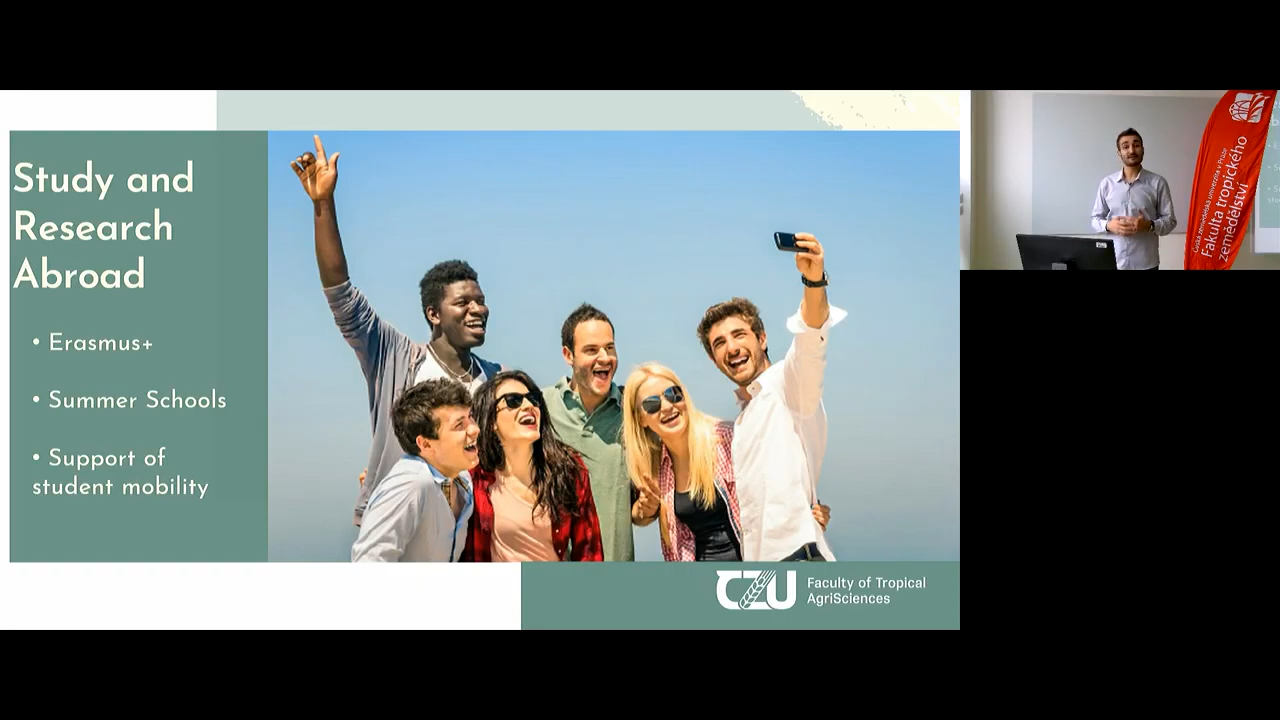 Study and
Research
Abroad
• Erasmus+
• Summer Schools
• Support of
student mobility
CZU
Faculty of Tropical
AgriSciences
Česká zemědělská univerzita v Praze
Fakulta tropického
zemědělství